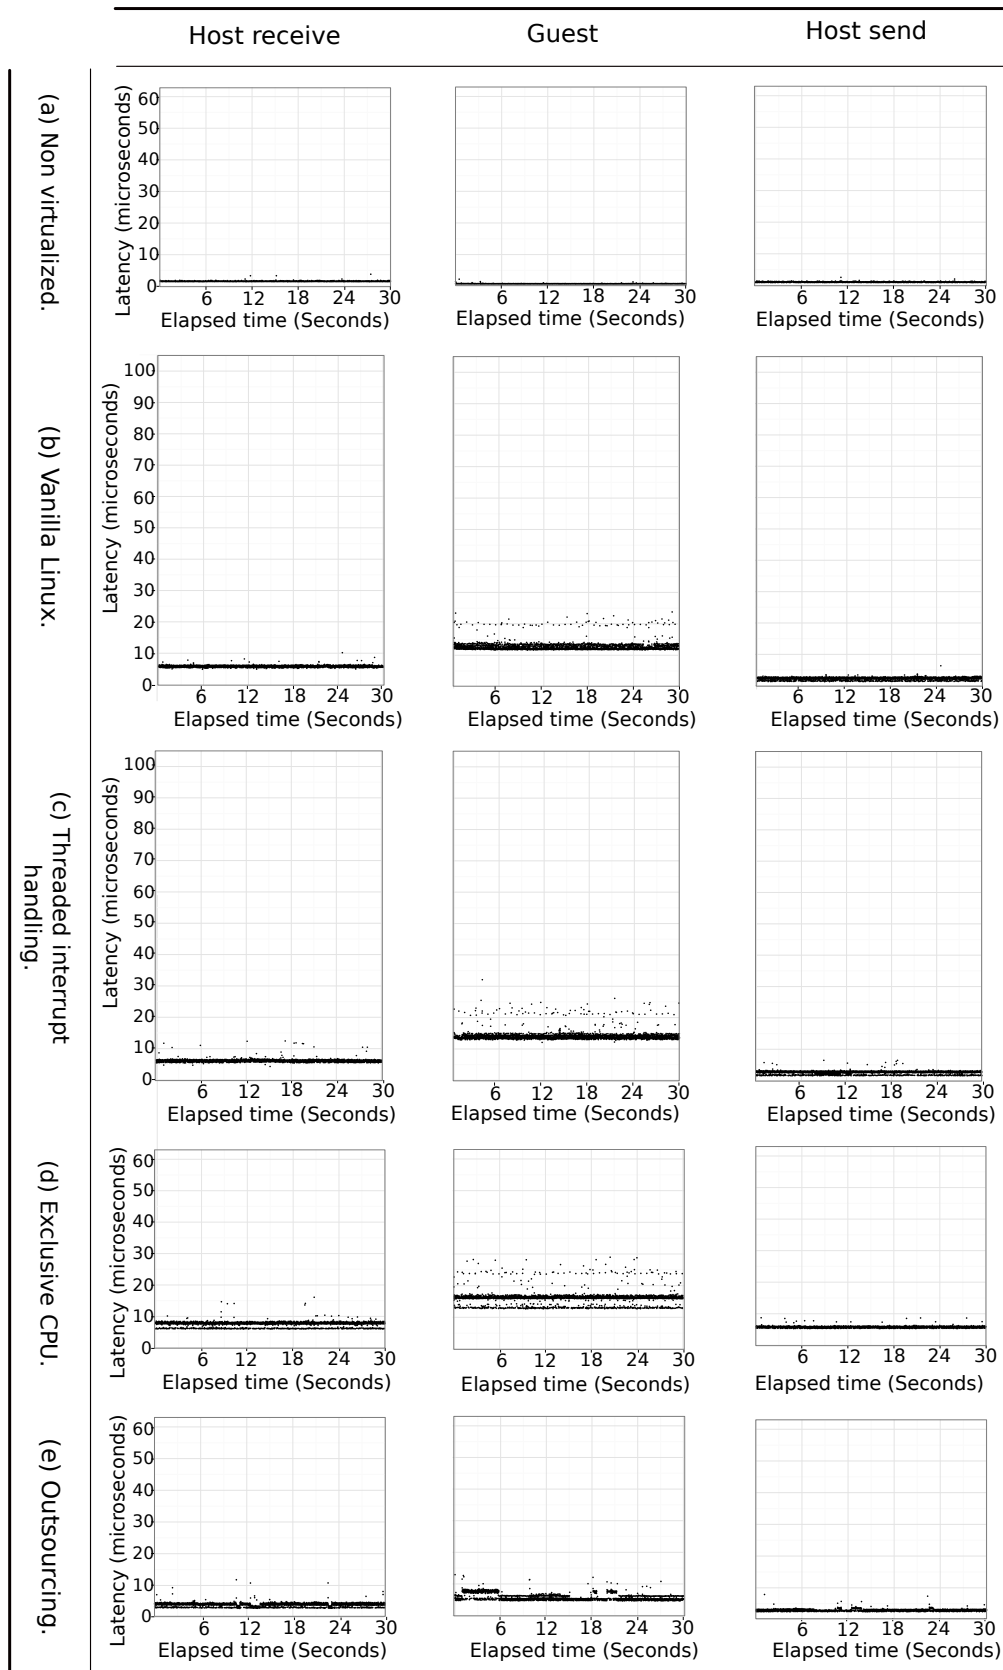 Host receive
Guest
Host send
(a) Non virtualized.
Latency (microseconds)
60
50
40
30
20
10
0
6 12 18 24 30
Elapsed time (Seconds)
6 12 18 24 30
Elapsed time (Seconds)
6 12 18 24 30
Elapsed time (Seconds)
(b) Vanilla Linux.
Latency (microseconds)
100
90
80
70
60
50
40
30
20
10
0
6 12 18 24 30
Elapsed time (Seconds)
6 12 18 24 30
Elapsed time (Seconds)
6 12 18 24 30
Elapsed time (Seconds)
(c) Threaded interrupt
handling.
Latency (microseconds)
100
90
80
70
60
50
40
30
20
10
0
6 12 18 24 30
Elapsed time (Seconds)
6 12 18 24 30
Elapsed time (Seconds)
6 12 18 24 30
Elapsed time (Seconds)
(d) Exclusive CPU.
Latency (microseconds)
60
50
40
30
20
10
0
6 12 18 24 30
Elapsed time (Seconds)
6 12 18 24 30
Elapsed time (Seconds)
6 12 18 24 30
Elapsed time (Seconds)
(e) Outsourcing.
Latency (microseconds)
60
50
40
30
20
10
0
6 12 18 24 30
Elapsed time (Seconds)
6 12 18 24 30
Elapsed time (Seconds)
6 12 18 24 30
Elapsed time (Seconds)